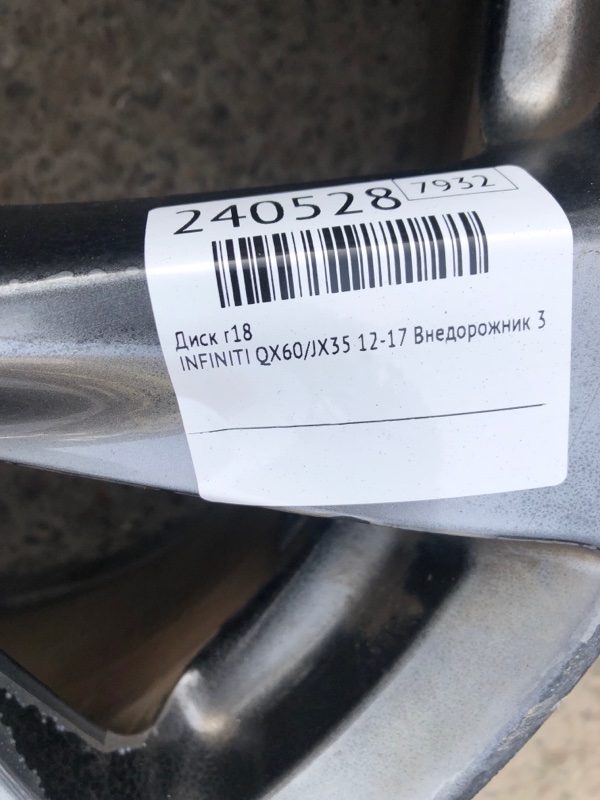 240528 7932
Диск r18
INFINITI QX60/JX35 12-17 Внедорожник 3